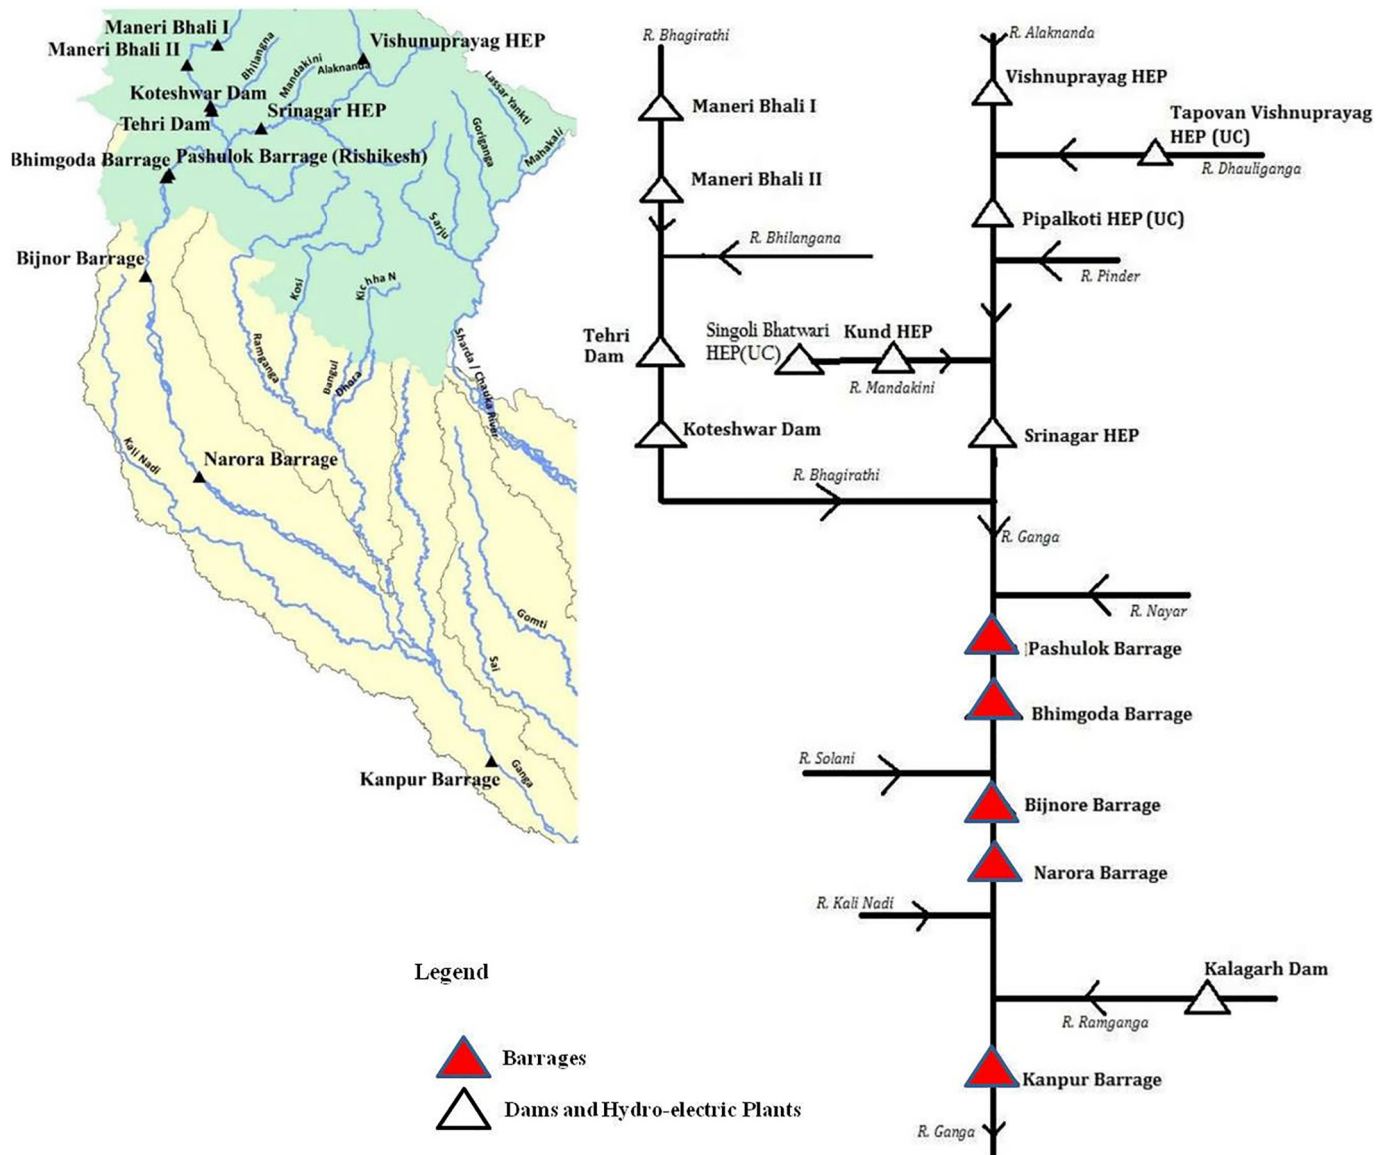 Maneri Bhali I
Maneri Bhali II
Vishunuprayag HEP
Bhilangna
Mandakini
Alaknanda
Koteshwar Dam
Srinagar HEP
Tehri Dam
Lassar Yankti
Goriganga
Mahakali
Bhimgoda Barrage
Pashulok Barrage (Rishikesh)
Sarju
Bijnor Barrage
Kosi
Kichha N
Ramganga
Bangul
Dhora
Sharda / Chauka River
Kali Nadi
Narora Barrage
Gomti
Sai
Kanpur Barrage
Ganga
R. Bhagirathi
Maneri Bhali I
Maneri Bhali II
R. Bhilangana
Tehri
Dam
Koteshwar Dam
R. Bhagirathi
R. Alaknanda
Vishnuprayag HEP
Tapovan Vishnuprayag
HEP (UC)
R. Dhauliganga
Pipalkoti HEP (UC)
R. Pinder
Singoli Bhatwari
HEP(UC)
Kund HEP
R. Mandakini
Srinagar HEP
R. Ganga
R. Nayar
Pashulok Barrage
Bhimgoda Barrage
R. Solani
Bijnore Barrage
Narora Barrage
R. Kali Nadi
Kalagarh Dam
R. Ramganga
Kanpur Barrage
R. Ganga
Legend
Barrages
Dams and Hydro-electric Plants